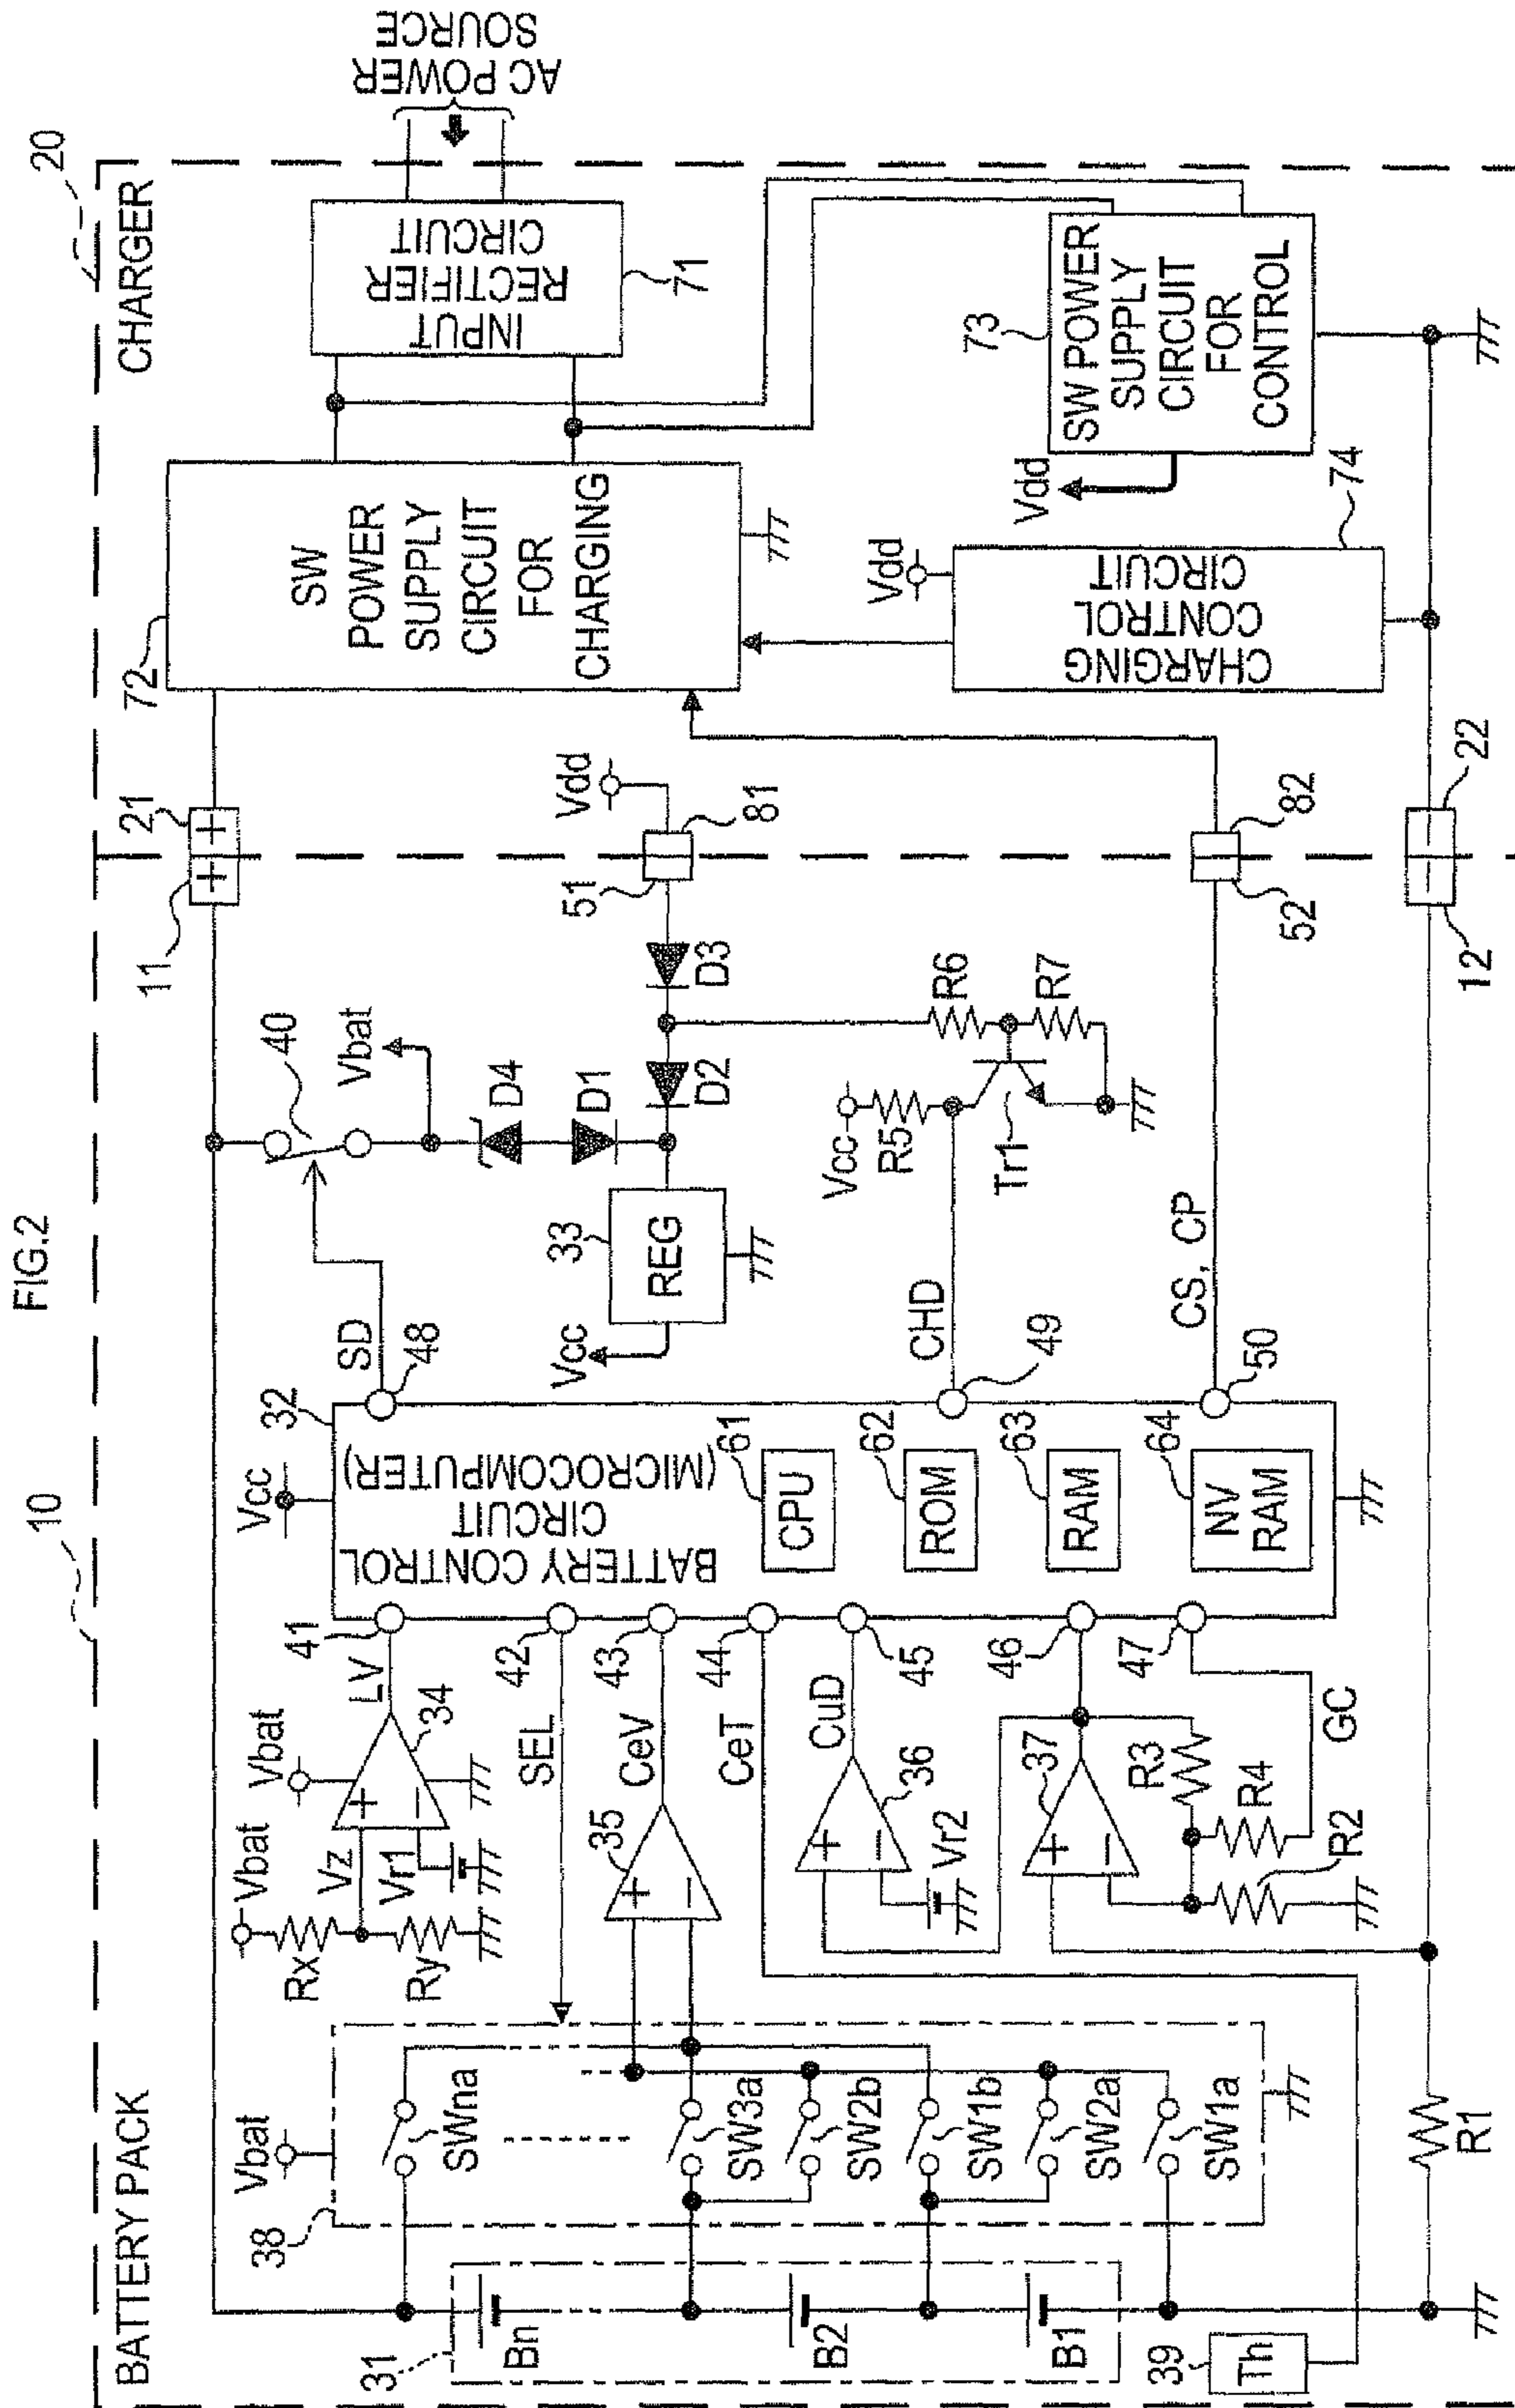 FIG.2
10
20
BATTERY PACK
CHARGER
AC POWER
SOURCE
INPUT
RECTIFIER
CIRCUIT
71
72
SW
POWER
SUPPLY
CIRCUIT
FOR
CHARGING
73
SW POWER
SUPPLY
CIRCUIT
FOR
CONTROL
Vdd
74
Vdd
CHARGING
CONTROL
CIRCUIT
11
+
+
21
Vdd
51
81
52
82
12
−
−
22
40
Vbat
D4
D1
D2
D3
33
REG
Vcc
R6
R7
Vcc
R5
Tr1
SD
48
CHD
49
CS, CP
50
Vcc
32
BATTERY CONTROL
CIRCUIT
(MICROCOMPUTER)
61
CPU
62
ROM
63
RAM
64
NV
RAM
41
LV
42
SEL
43
CeV
44
CeT
45
CuD
46
47
GC
Vbat
34
+
−
Vbat
Vz
Vr1
Rx
Ry
35
+
−
36
+
−
Vr2
37
+
−
R3
R4
R2
Vbat
38
SWna
SW3a
SW2b
SW1b
SW2a
SW1a
31
Bn
B2
B1
39
Th
R1